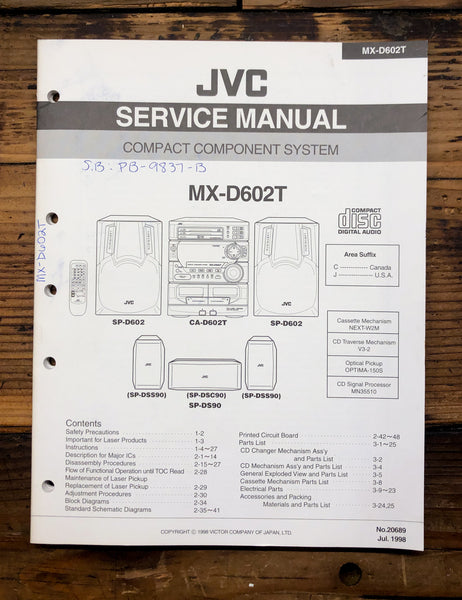 MX-D602T
JVC
SERVICE MANUAL
COMPACT COMPONENT SYSTEM
S.B: PB-9837-B
MX-D602T
MX-D602T
COMPACT
disc
DIGITAL AUDIO
Area Suffix
C ------------ Canada
J ------------ U.S.A.
JVC
JVC
SP-D602
CA-D602T
SP-D602
Cassette Mechanism
NEXT-W2M
CD Traverse Mechanism
V3-2
Optical Pickup
OPTIMA-150S
CD Signal Processor
MN35510
JVC
JVC
JVC
(SP-DSS90)
(SP-DSC90)
(SP-DSS90)
SP-DS90
Contents
Safety Precautions 1-2
Important for Laser Products 1-3
Instructions 1-4~27
Description for Major ICs 2-1~14
Disassembly Procedures 2-15~27
Flow of Functional Operation until TOC Read 2-28
Maintenance of Laser Pickup
Replacement of Laser Pickup 2-29
Adjustment Procedures 2-30
Block Diagrams 2-34
Standard Schematic Diagrams 2-35~41
Printed Circuit Board 2-42~48
Parts List 3-1~25
CD Changer Mechanism Ass'y
and Parts List 3-2
CD Mechanism Ass'y and Parts List 3-4
General Exploded View and Parts List 3-5
Cassette Mechanism Parts List 3-8
Electrical Parts 3-9~23
Accessories and Packing
Materials and Parts List 3-24,25
COPYRIGHT © 1998 VICTOR COMPANY OF JAPAN, LTD.
No.20689
Jul. 1998